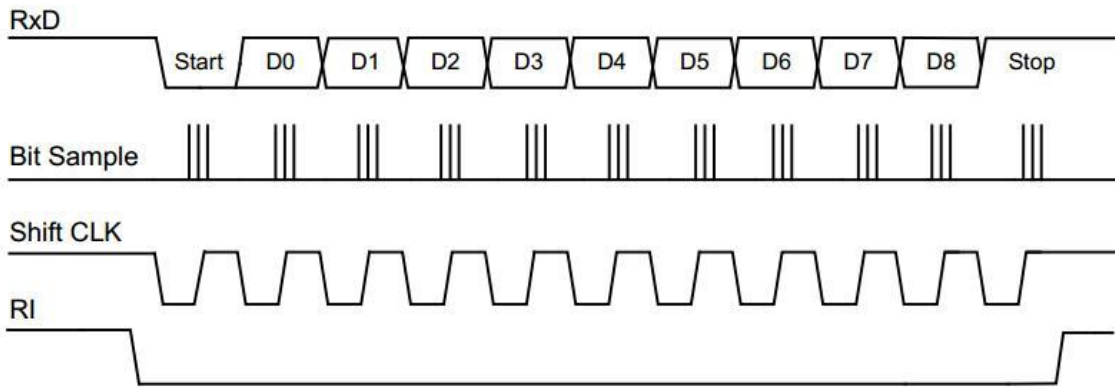 RxD
Start D0 D1 D2 D3 D4 D5 D6 D7 D8 Stop
Bit Sample
Shift CLK
RI